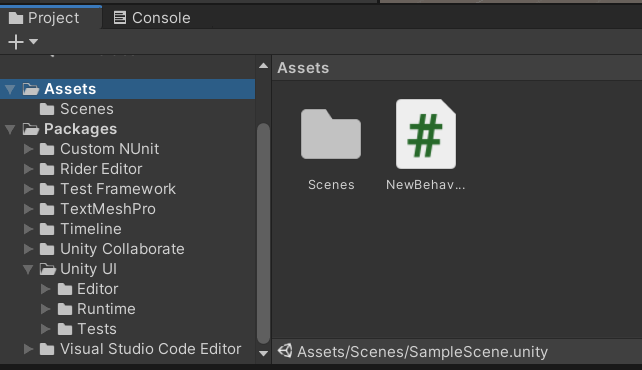 Project
Console
Assets
Scenes
Packages
Custom NUnit
Rider Editor
Test Framework
TextMeshPro
Timeline
Unity Collaborate
Unity UI
Editor
Runtime
Tests
Visual Studio Code Editor
Assets
Scenes
NewBehav...
Assets/Scenes/SampleScene.unity